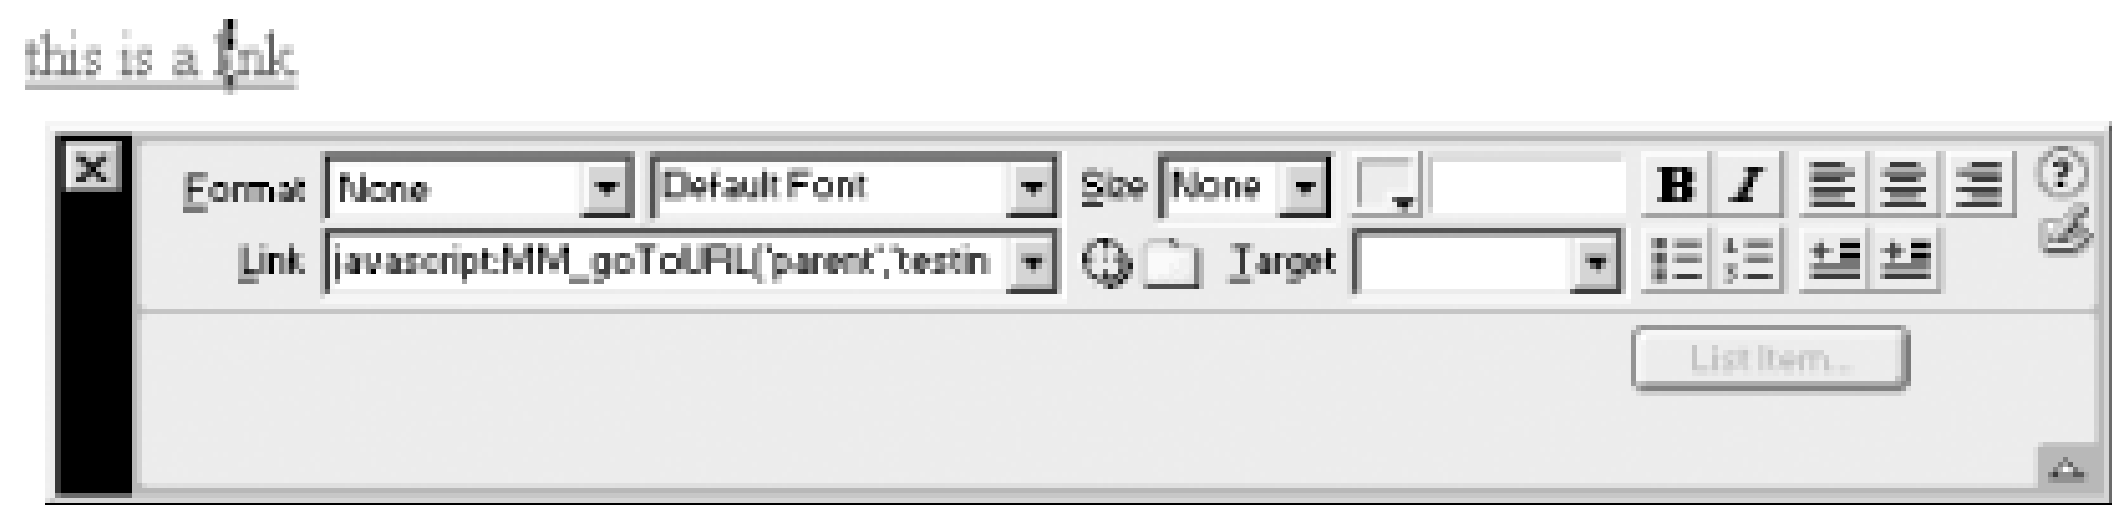 this is a link
Format None Default Font Size None B I ?
Link javascript:MM_goToURL('parent','testin Target
List Item...